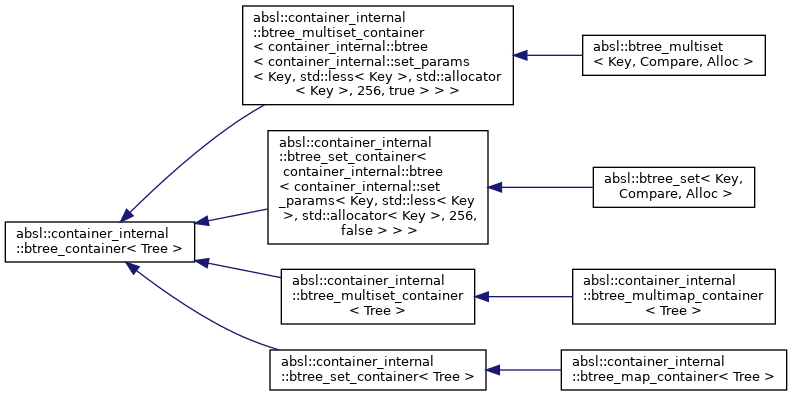 absl::container_internal
::btree_multiset_container
< container_internal::btree
< container_internal::set_params
< Key, std::less< Key >, std::allocator
< Key >, 256, true > > >
absl::btree_multiset
< Key, Compare, Alloc >
absl::container_internal
::btree_set_container<
container_internal::btree
< container_internal::set
_params< Key, std::less< Key
>, std::allocator< Key >, 256,
false > > >
absl::btree_set< Key,
Compare, Alloc >
absl::container_internal
::btree_container< Tree >
absl::container_internal
::btree_multiset_container
< Tree >
absl::container_internal
::btree_multimap_container
< Tree >
absl::container_internal
::btree_set_container< Tree >
absl::container_internal
::btree_map_container< Tree >